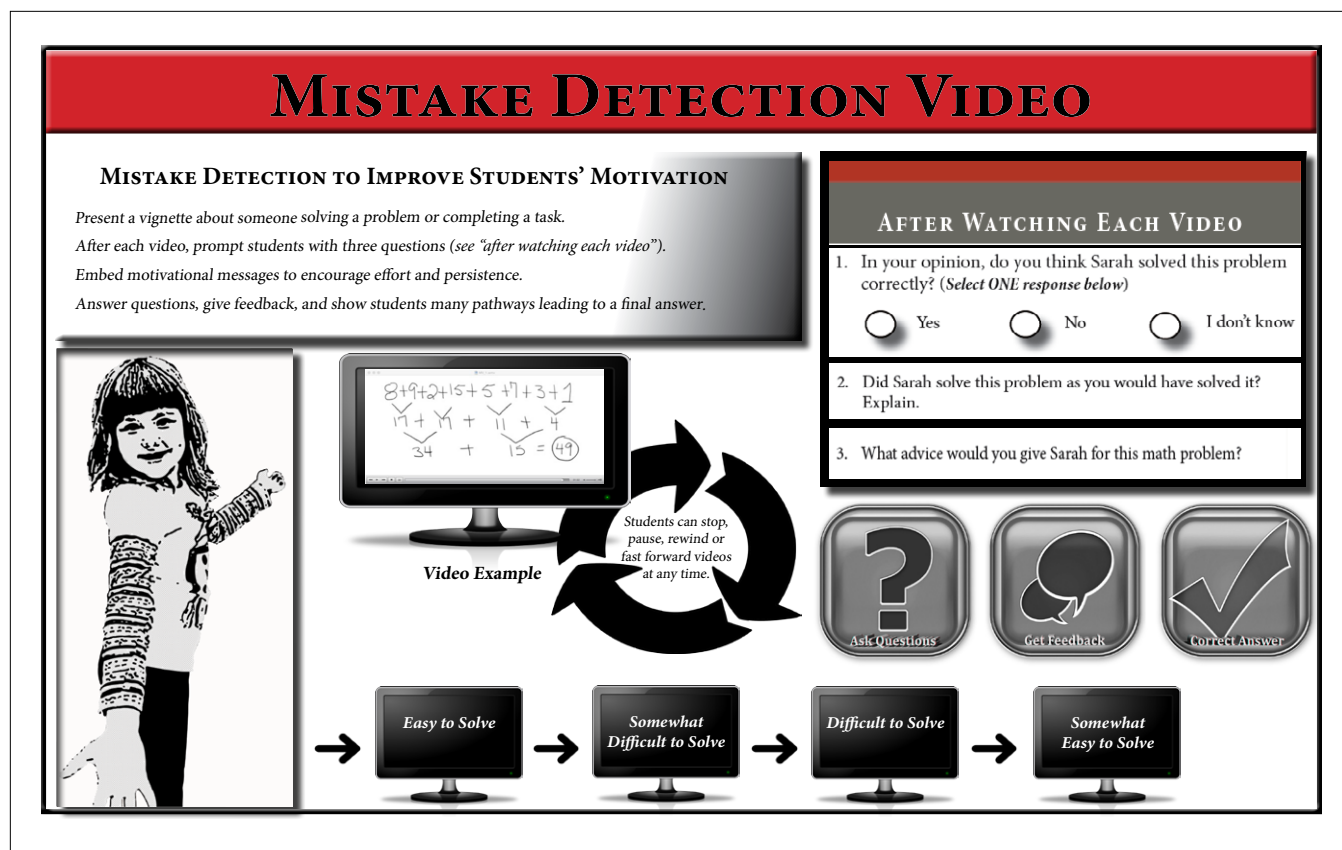 MISTAKE DETECTION VIDEO
MISTAKE DETECTION TO IMPROVE STUDENTS’ MOTIVATION
Present a vignette about someone solving a problem or completing a task.
After each video, prompt students with three questions (see “after watching each video”).
Embed motivational messages to encourage effort and persistence.
Answer questions, give feedback, and show students many pathways leading to a final answer.
AFTER WATCHING EACH VIDEO
1. In your opinion, do you think Sarah solved this problem
correctly? (Select ONE response below)
Yes No I don’t know
2. Did Sarah solve this problem as you would have solved it?
Explain.
3. What advice would you give Sarah for this math problem?
8+9+2+15+5+7+3+1
17 + 17 + 11 + 4
34 + 15 = 49
Video Example
Students can stop,
pause, rewind or
fast forward videos
at any time.
Ask Questions
Get Feedback
Correct Answer
Easy to Solve
Somewhat
Difficult to Solve
Difficult to Solve
Somewhat
Easy to Solve